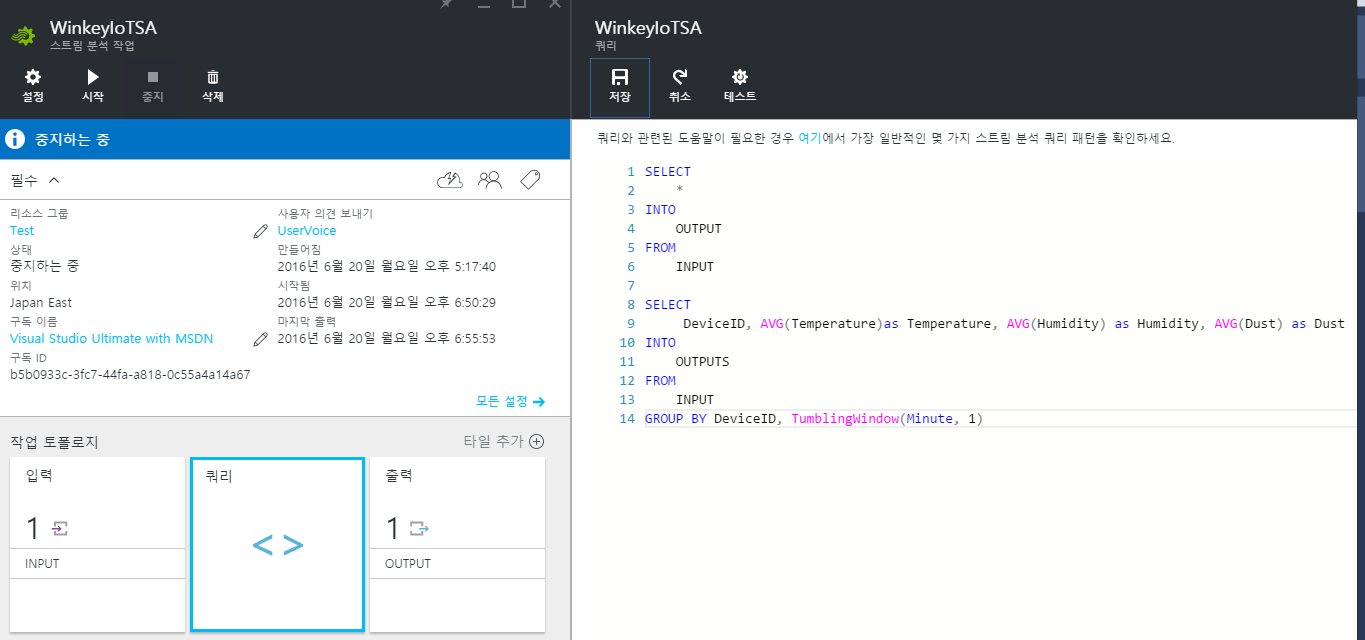 WinkeyIoTSA
스트림 분석 작업
설정 시작 중지 삭제
중지하는 중
필수
리소스 그룹
Test
상태
중지하는 중
위치
Japan East
구독 이름
Visual Studio Ultimate with MSDN
구독 ID
b5b0933c-3fc7-44fa-a818-0c55a4a14a67
사용자 의견 보내기
UserVoice
만들어짐
2016년 6월 20일 월요일 오후 5:17:40
시작됨
2016년 6월 20일 월요일 오후 6:50:29
마지막 출력
2016년 6월 20일 월요일 오후 6:55:53
모든 설정
작업 토폴로지 타일 추가
입력
1
INPUT
쿼리
< >
출력
1
OUTPUT
WinkeyIoTSA
쿼리
저장 취소 테스트
쿼리와 관련된 도움말이 필요한 경우 여기에서 가장 일반적인 몇 가지 스트림 분석 쿼리 패턴을 확인하세요.
1 SELECT
2 *
3 INTO
4 OUTPUT
5 FROM
6 INPUT
7
8 SELECT
9 DeviceID, AVG(Temperature)as Temperature, AVG(Humidity) as Humidity, AVG(Dust) as Dust
10 INTO
11 OUTPUTS
12 FROM
13 INPUT
14 GROUP BY DeviceID, TumblingWindow(Minute, 1)